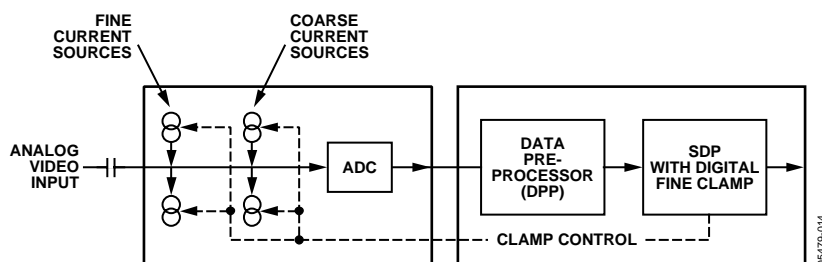 FINE
CURRENT
SOURCES
COARSE
CURRENT
SOURCES
ANALOG
VIDEO
INPUT
ADC
DATA
PRE-
PROCESSOR
(DPP)
SDP
WITH DIGITAL
FINE CLAMP
CLAMP CONTROL